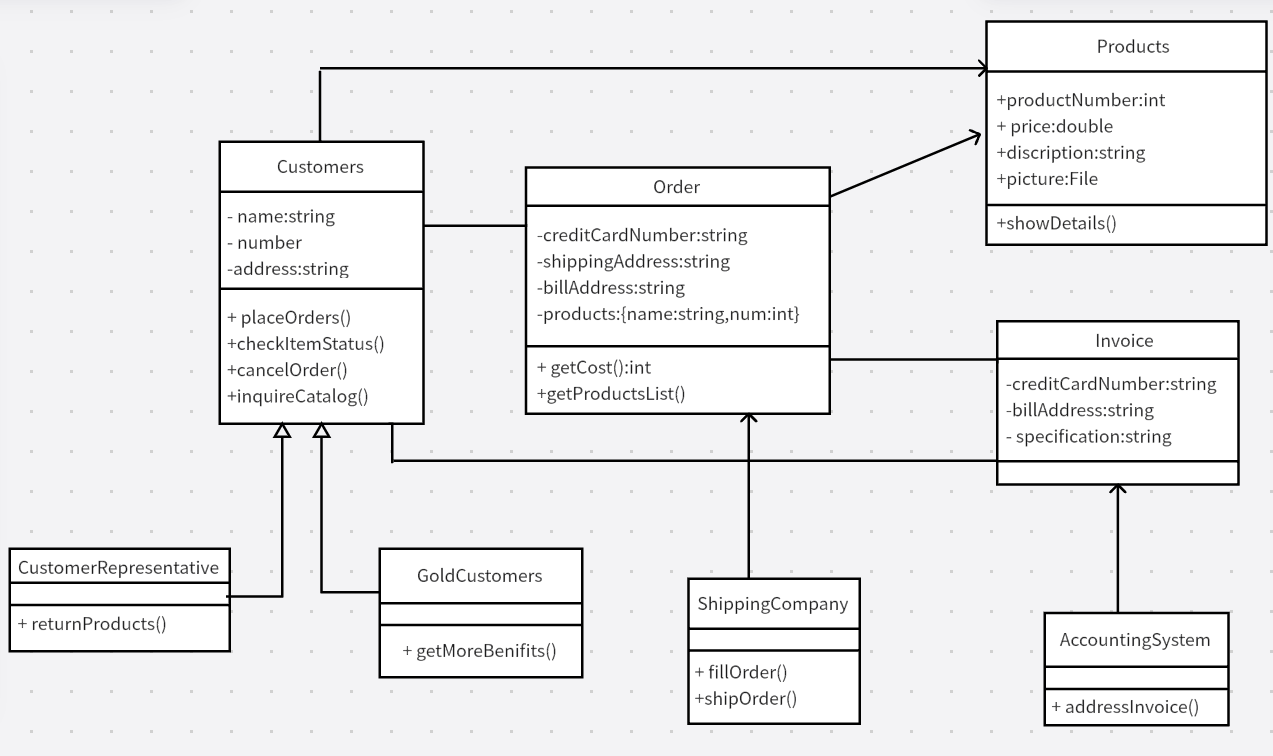 Products
+productNumber:int
+ price:double
+discription:string
+picture:File
+showDetails()
Customers
- name:string
- number
-address:string
+ placeOrders()
+checkItemStatus()
+cancelOrder()
+inquireCatalog()
Order
-creditCardNumber:string
-shippingAddress:string
-billAddress:string
-products:{name:string,num:int}
+ getCost():int
+getProductsList()
Invoice
-creditCardNumber:string
-billAddress:string
- specification:string
CustomerRepresentative
+ returnProducts()
GoldCustomers
+ getMoreBenifits()
ShippingCompany
+ fillOrder()
+shipOrder()
AccountingSystem
+ addressInvoice()